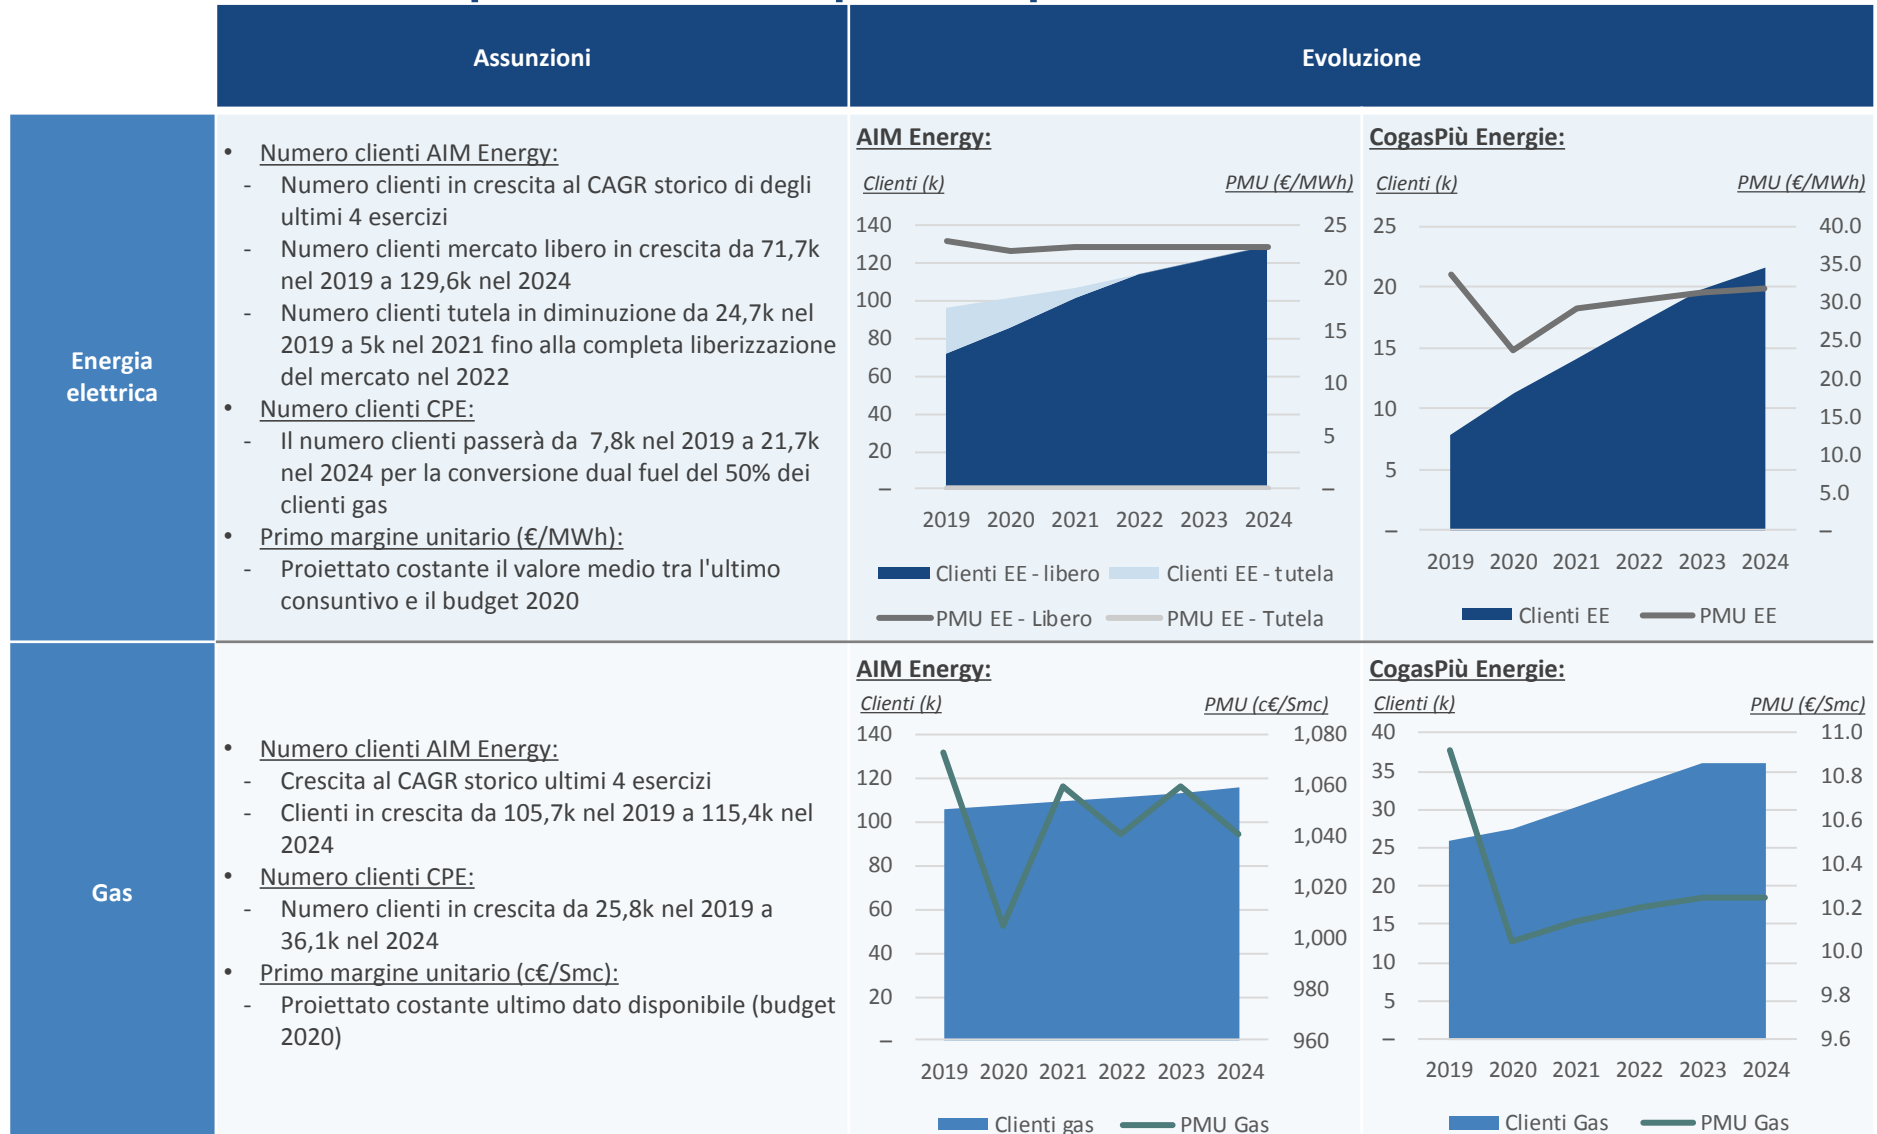 Assunzioni
Evoluzione
Energia
elettrica
• Numero clienti AIM Energy:
- Numero clienti in crescita al CAGR storico di degli
ultimi 4 esercizi
- Numero clienti mercato libero in crescita da 71,7k
nel 2019 a 129,6k nel 2024
- Numero clienti tutela in diminuzione da 24,7k nel
2019 a 5k nel 2021 fino alla completa liberizzazione
del mercato nel 2022
• Numero clienti CPE:
- Il numero clienti passerà da 7,8k nel 2019 a 21,7k
nel 2024 per la conversione dual fuel del 50% dei
clienti gas
• Primo margine unitario (€/MWh):
- Proiettato costante il valore medio tra l'ultimo
consuntivo e il budget 2020
AIM Energy:
Clienti (k) PMU (€/MWh)
140 25
120
20
100
80 15
60 10
40
5
20
– –
2019 2020 2021 2022 2023 2024
Clienti EE - libero Clienti EE - tutela
PMU EE - Libero PMU EE - Tutela
CogasPiù Energie:
Clienti (k) PMU (€/MWh)
25 40.0
35.0
20
30.0
15 25.0
20.0
10
15.0
10.0
5
5.0
– –
2019 2020 2021 2022 2023 2024
Clienti EE PMU EE
Gas
• Numero clienti AIM Energy:
- Crescita al CAGR storico ultimi 4 esercizi
- Clienti in crescita da 105,7k nel 2019 a 115,4k nel
2024
• Numero clienti CPE:
- Numero clienti in crescita da 25,8k nel 2019 a
36,1k nel 2024
• Primo margine unitario (c€/Smc):
- Proiettato costante ultimo dato disponibile (budget
2020)
AIM Energy:
Clienti (k) PMU (c€/Smc)
140 1,080
120 1,060
100 1,040
80
1,020
60
1,000
40
980
20
– 960
2019 2020 2021 2022 2023 2024
Clienti gas PMU Gas
CogasPiù Energie:
Clienti (k) PMU (€/Smc)
40 11.0
35 10.8
30
10.6
25
10.4
20
10.2
15
10.0
10
9.8
5
– 9.6
2019 2020 2021 2022 2023 2024
Clienti Gas PMU Gas